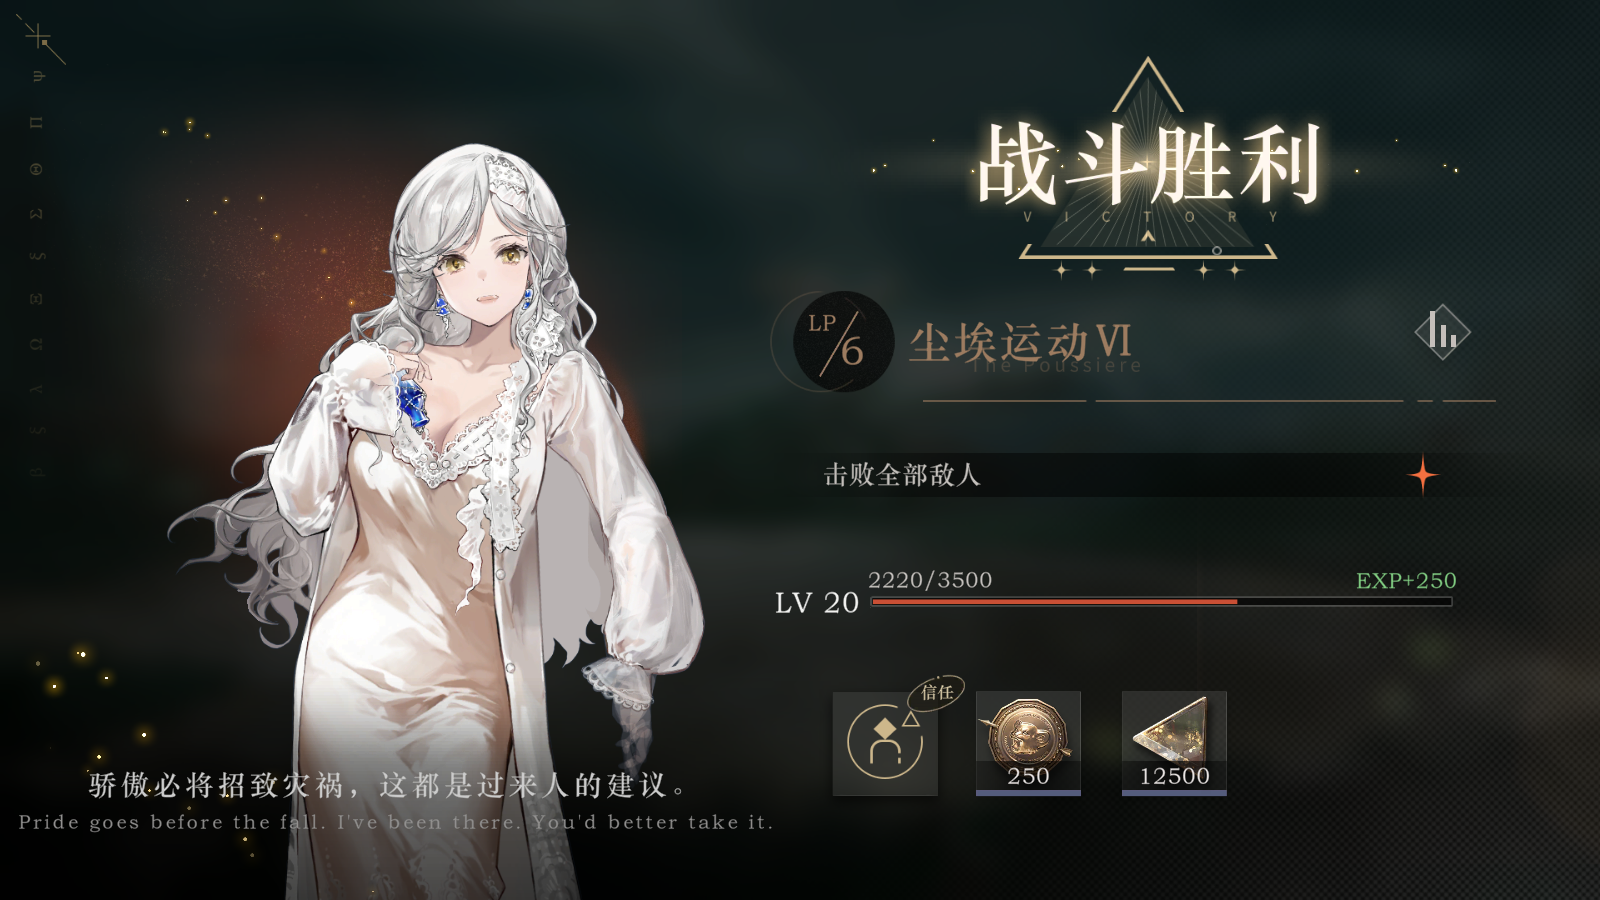 战斗胜利
VICTORY
LP
6
尘埃运动Ⅵ
The Poussiere
击败全部敌人
2220/3500
EXP+250
LV 20
信任
250
12500
骄傲必将招致灾祸，这都是过来人的建议。
Pride goes before the fall. I've been there. You'd better take it.